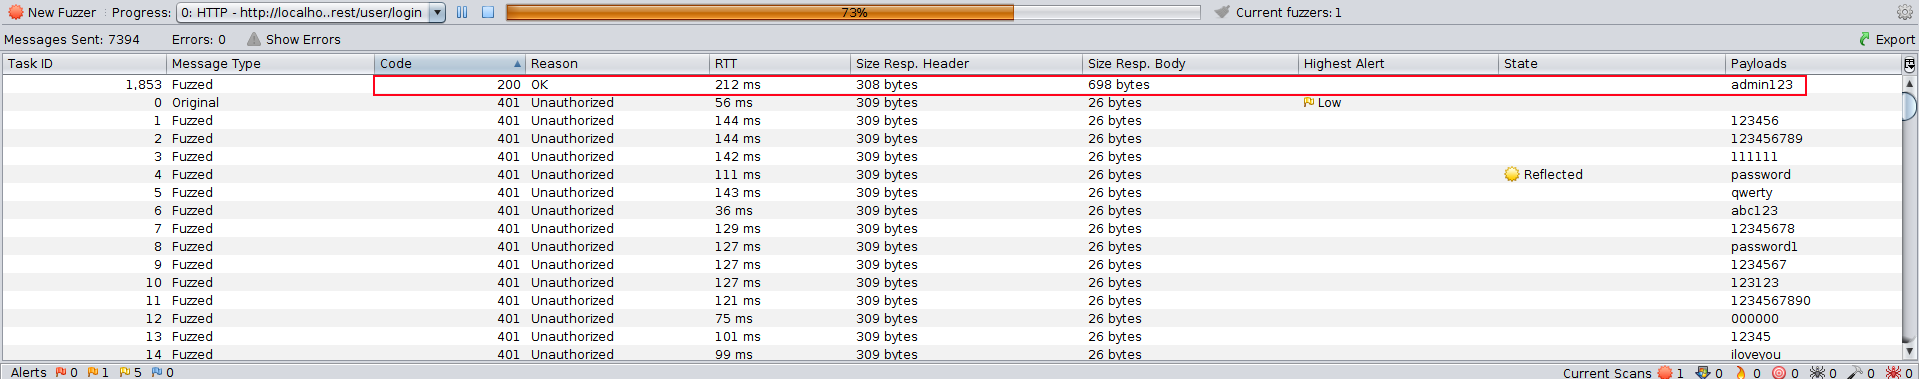 New Fuzzer Progress: 0: HTTP - http://localho..rest/user/login 73% Current fuzzers: 1
Messages Sent: 7394 Errors: 0 Show Errors Export
Task ID Message Type Code Reason RTT Size Resp. Header Size Resp. Body Highest Alert State Payloads
1,853 Fuzzed 200 OK 212 ms 308 bytes 698 bytes admin123
0 Original 401 Unauthorized 56 ms 309 bytes 26 bytes Low
1 Fuzzed 401 Unauthorized 144 ms 309 bytes 26 bytes 123456
2 Fuzzed 401 Unauthorized 144 ms 309 bytes 26 bytes 123456789
3 Fuzzed 401 Unauthorized 142 ms 309 bytes 26 bytes 111111
4 Fuzzed 401 Unauthorized 111 ms 309 bytes 26 bytes Reflected password
5 Fuzzed 401 Unauthorized 143 ms 309 bytes 26 bytes qwerty
6 Fuzzed 401 Unauthorized 36 ms 309 bytes 26 bytes abc123
7 Fuzzed 401 Unauthorized 129 ms 309 bytes 26 bytes 12345678
8 Fuzzed 401 Unauthorized 127 ms 309 bytes 26 bytes password1
9 Fuzzed 401 Unauthorized 127 ms 309 bytes 26 bytes 1234567
10 Fuzzed 401 Unauthorized 127 ms 309 bytes 26 bytes 123123
11 Fuzzed 401 Unauthorized 121 ms 309 bytes 26 bytes 1234567890
12 Fuzzed 401 Unauthorized 75 ms 309 bytes 26 bytes 000000
13 Fuzzed 401 Unauthorized 101 ms 309 bytes 26 bytes 12345
14 Fuzzed 401 Unauthorized 99 ms 309 bytes 26 bytes iloveyou
Alerts 0 1 5 0 Current Scans 1 0 0 0 0 0 0